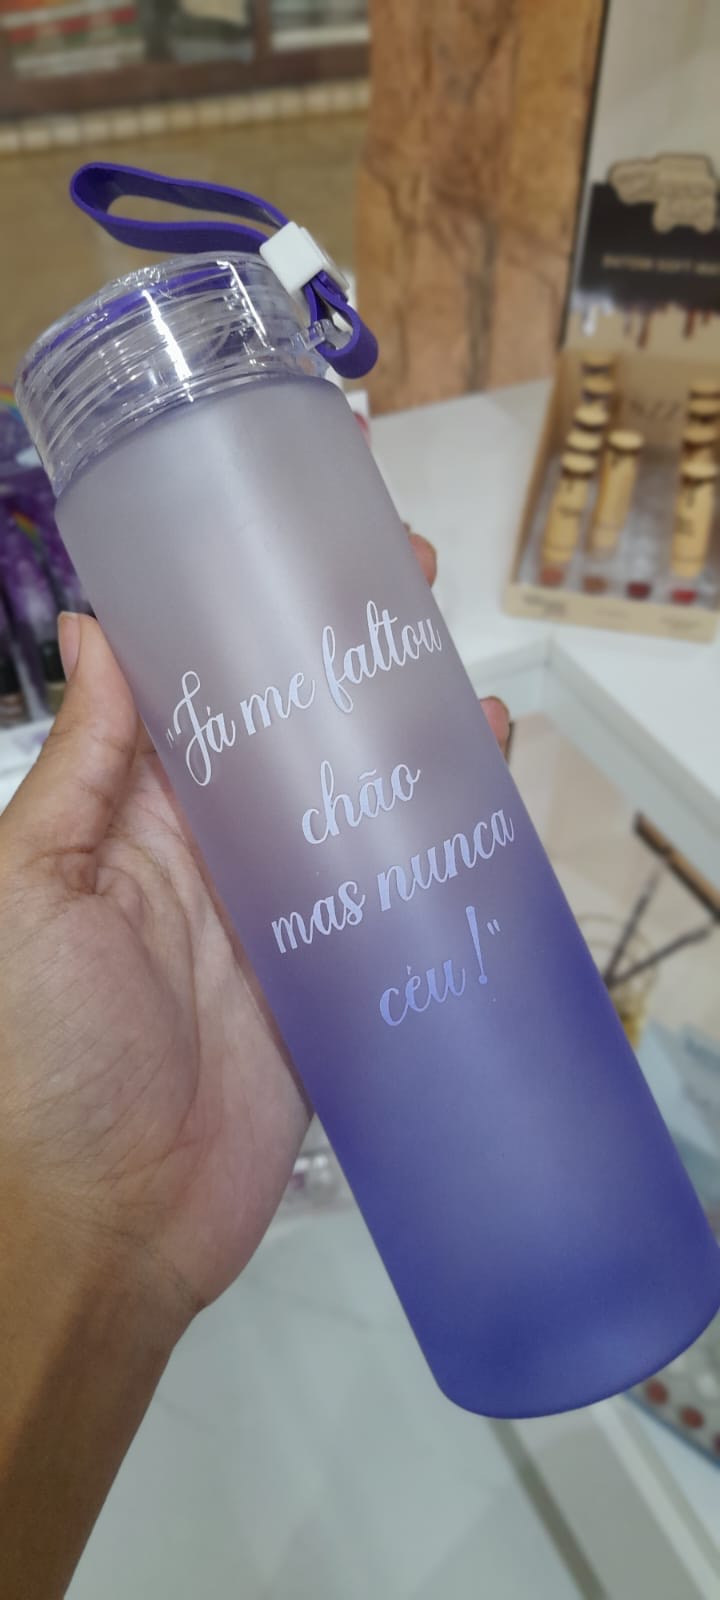 "Já me faltou
chão
mas nunca
céu!"